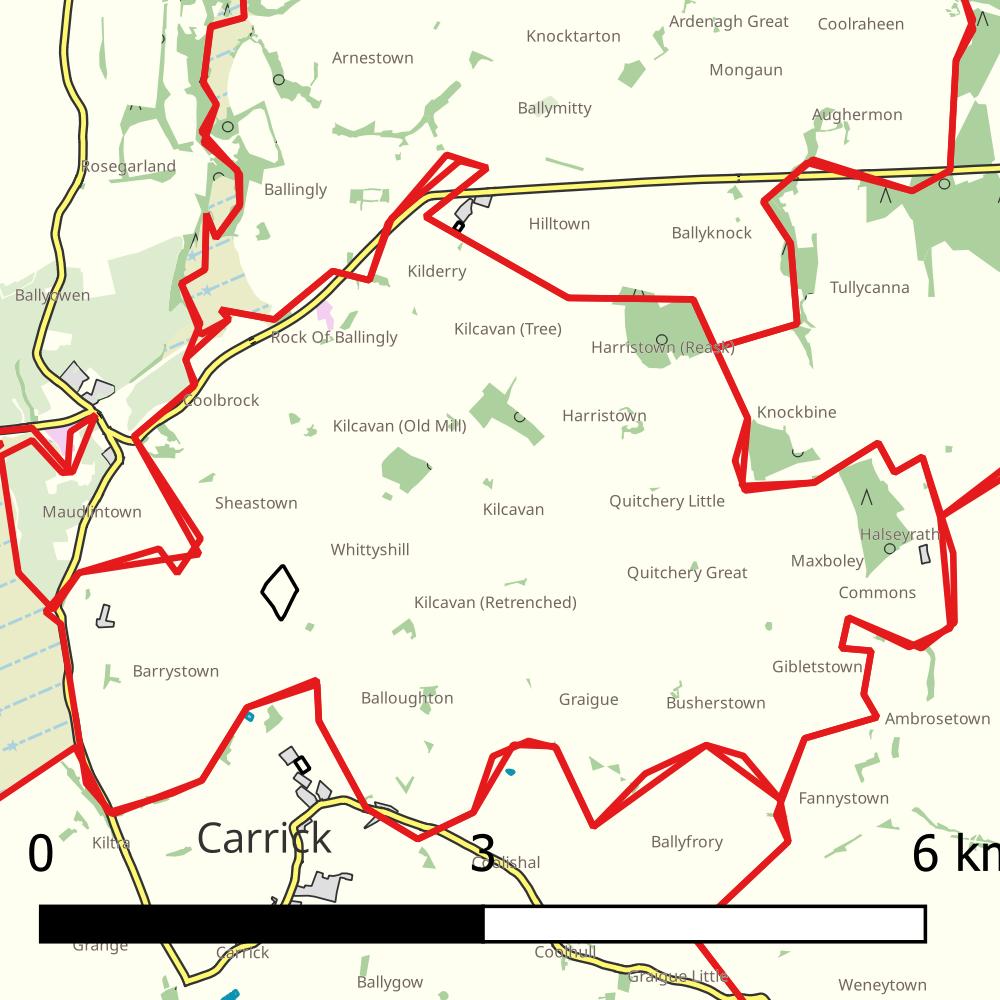 Ardenagh Great
Coolraheen
Knocktarton
Arnestown
Mongaun
Ballymitty
Aughermon
Rosegarland
Ballingly
Hilltown
Ballyknock
Kilderry
Tullycanna
Ballyowen
Kilcavan (Tree)
Rock Of Ballingly
Harristown (Reask)
Coolbrock
Knockbine
Harristown
Kilcavan (Old Mill)
Quitchery Little
Sheastown
Kilcavan
Maudlintown
Halseyrath
Whittyshill
Maxboley
Quitchery Great
Commons
Kilcavan (Retrenched)
Gibletstown
Barrystown
Balloughton
Graigue
Busherstown
Ambrosetown
Fannystown
Carrick
Kiltra
Ballyfrory
0
3
6 km
Coolishal
Grange
Carrick
Coolhull
Graigue Little
Ballygow
Weneytown